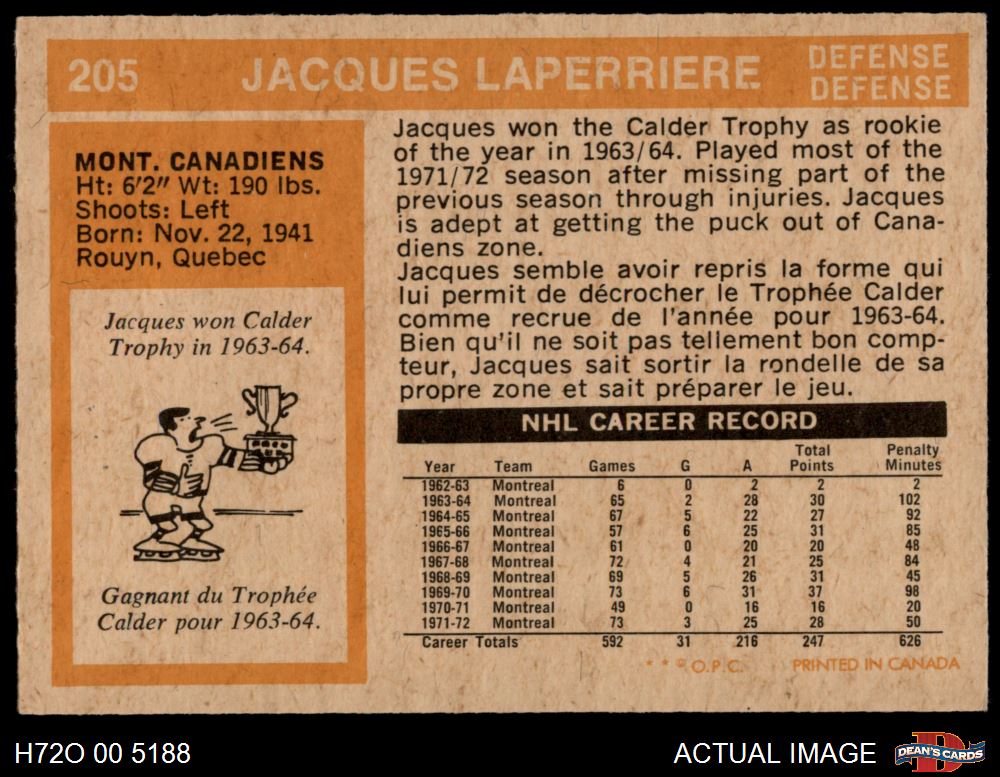 205 JACQUES LAPERRIERE DEFENSE
DEFENSE
MONT. CANADIENS
Ht: 6'2" Wt: 190 lbs.
Shoots: Left
Born: Nov. 22, 1941
Rouyn, Quebec
Jacques won Calder
Trophy in 1963-64.
Gagnant du Trophée
Calder pour 1963-64.
Jacques won the Calder Trophy as rookie
of the year in 1963/64. Played most of the
1971/72 season after missing part of the
previous season through injuries. Jacques
is adept at getting the puck out of Cana-
diens zone.
Jacques semble avoir repris la forme qui
lui permit de décrocher le Trophée Calder
comme recrue de l'année pour 1963-64.
Bien qu'il ne soit pas tellement bon comp-
teur, Jacques sait sortir la rondelle de sa
propre zone et sait préparer le jeu.
NHL CAREER RECORD
Year Team Games G A Total Points Penalty Minutes
1962-63 Montreal 6 0 2 2 2
1963-64 Montreal 65 2 28 30 102
1964-65 Montreal 67 5 22 27 92
1965-66 Montreal 57 6 25 31 85
1966-67 Montreal 61 0 20 20 48
1967-68 Montreal 72 4 21 25 84
1968-69 Montreal 69 5 26 31 45
1969-70 Montreal 73 6 31 37 98
1970-71 Montreal 49 0 16 16 20
1971-72 Montreal 73 3 25 28 50
Career Totals 592 31 216 247 626
* * © O.P.C. PRINTED IN CANADA
H72O 00 5188 ACTUAL IMAGE DEAN'S CARDS